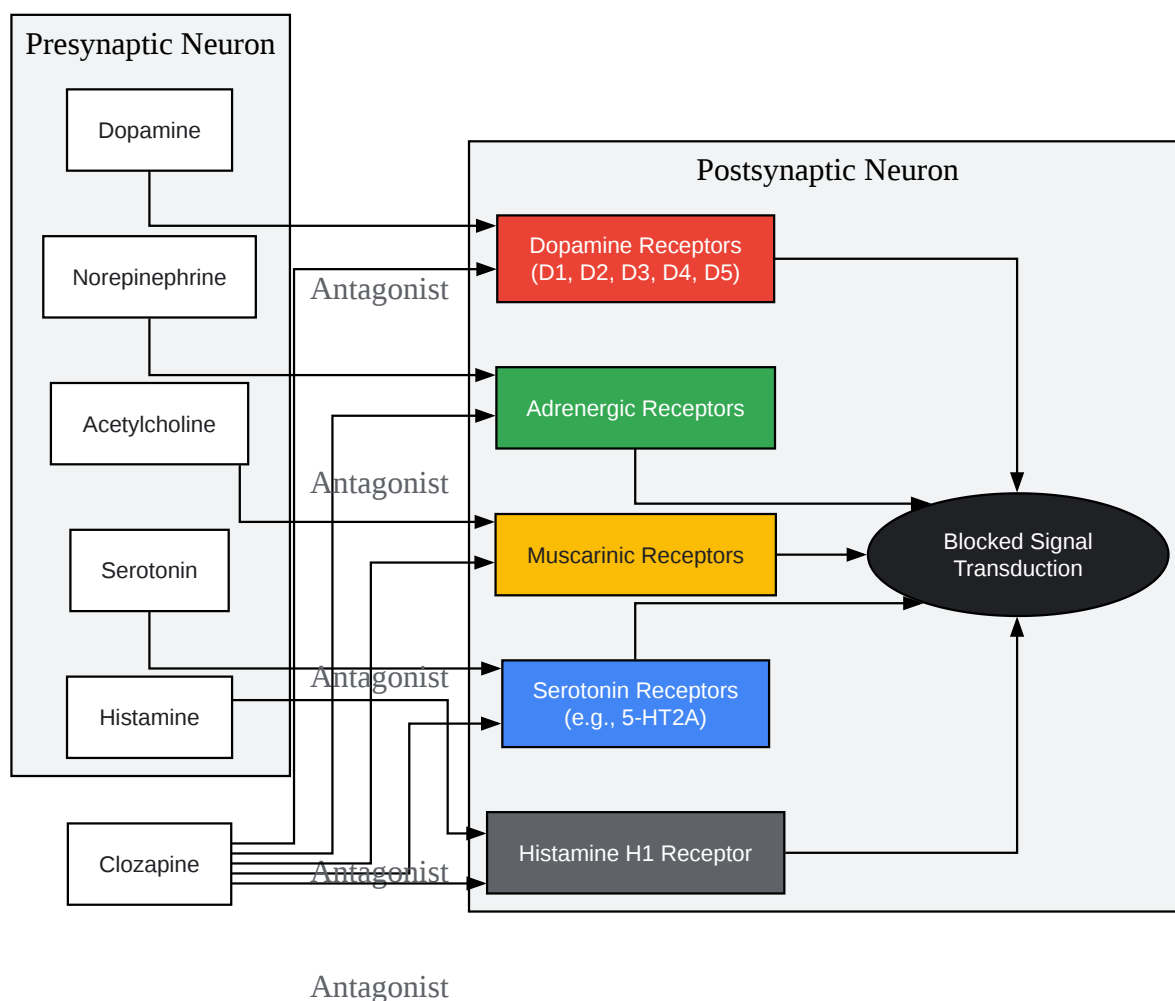 Presynaptic Neuron
Dopamine
Norepinephrine
Acetylcholine
Serotonin
Histamine
Clozapine
Antagonist
Antagonist
Antagonist
Antagonist
Antagonist
Postsynaptic Neuron
Dopamine Receptors
(D1, D2, D3, D4, D5)
Adrenergic Receptors
Muscarinic Receptors
Serotonin Receptors
(e.g., 5-HT2A)
Histamine H1 Receptor
Blocked Signal
Transduction